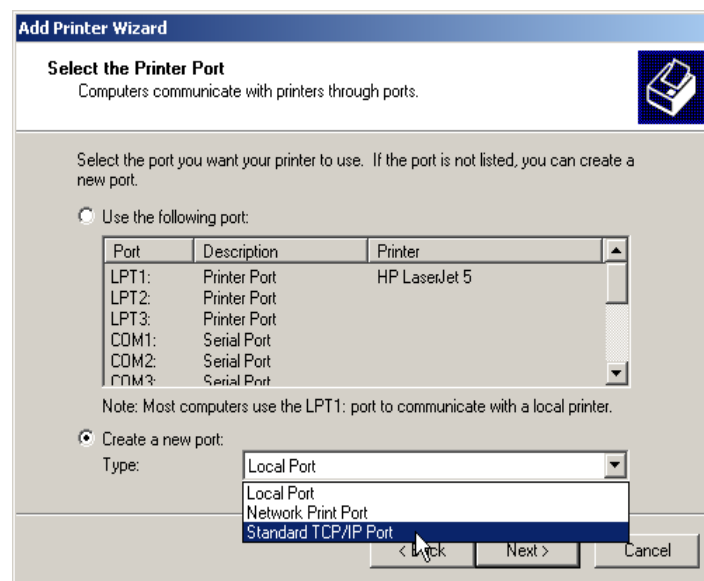 Add Printer Wizard
Select the Printer Port
Computers communicate with printers through ports.
Select the port you want your printer to use. If the port is not listed, you can create a
new port.
Use the following port:
Port Description Printer
LPT1: Printer Port HP LaserJet 5
LPT2: Printer Port
LPT3: Printer Port
COM1: Serial Port
COM2: Serial Port
COM3: Serial Port
Note: Most computers use the LPT1: port to communicate with a local printer.
Create a new port:
Type: Local Port
Local Port
Network Print Port
Standard TCP/IP Port
< Back Next > Cancel